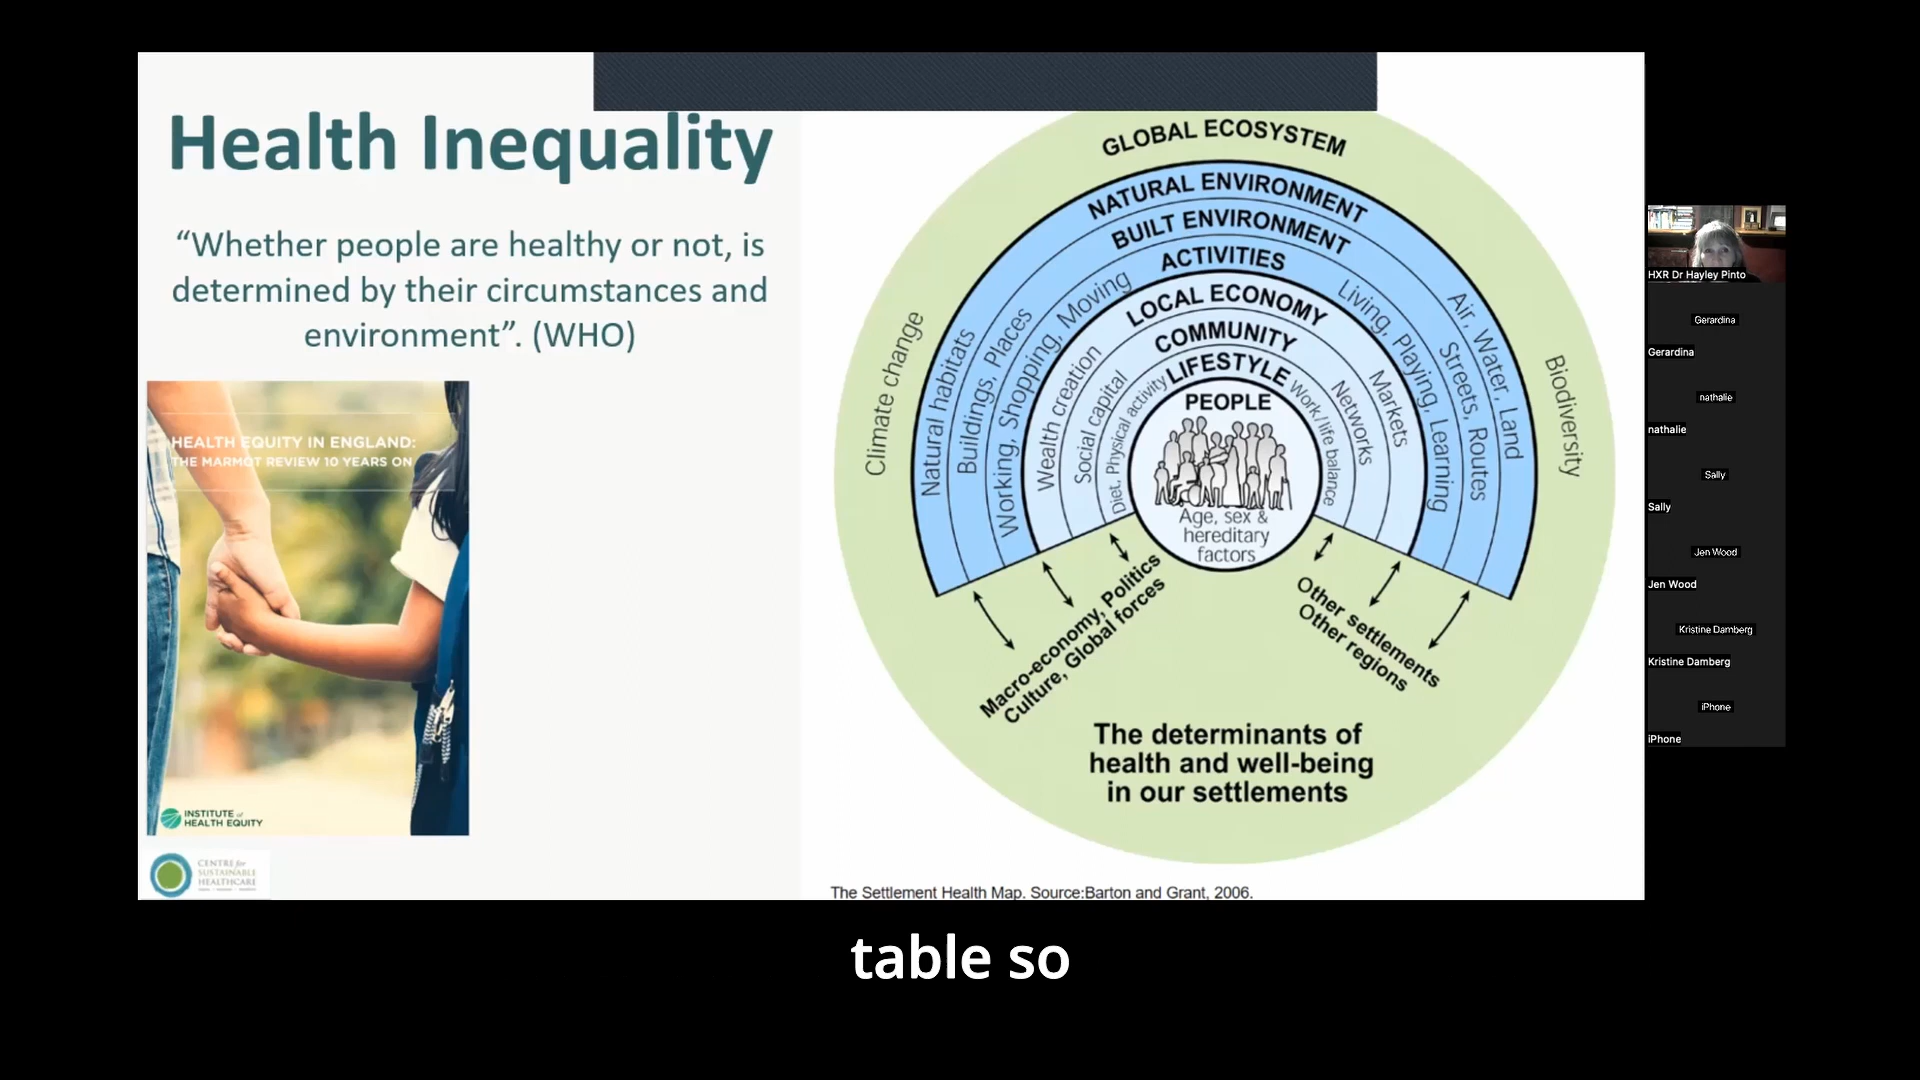 Health Inequality
“Whether people are healthy or not, is
determined by their circumstances and
environment”. (WHO)
HEALTH EQUITY IN ENGLAND:
THE MARMOT REVIEW 10 YEARS ON
INSTITUTE of
HEALTH EQUITY
CENTRE for
SUSTAINABLE
HEALTHCARE
GLOBAL ECOSYSTEM
NATURAL ENVIRONMENT
BUILT ENVIRONMENT
ACTIVITIES
LOCAL ECONOMY
COMMUNITY
LIFESTYLE
PEOPLE
Age, sex &
hereditary
factors
Climate change
Natural habitats
Buildings, Places
Working, Shopping, Moving
Wealth creation
Social capital
Diet, Physical activity
Work/life balance
Networks
Markets
Living, Playing, Learning
Streets, Routes
Air, Water, Land
Biodiversity
Macro-economy, Politics
Culture, Global forces
Other settlements
Other regions
The determinants of
health and well-being
in our settlements
The Settlement Health Map. Source:Barton and Grant, 2006.
HXR Dr Hayley Pinto
Gerardina
Gerardina
nathalie
nathalie
Sally
Sally
Jen Wood
Jen Wood
Kristine Damberg
Kristine Damberg
iPhone
iPhone
table so